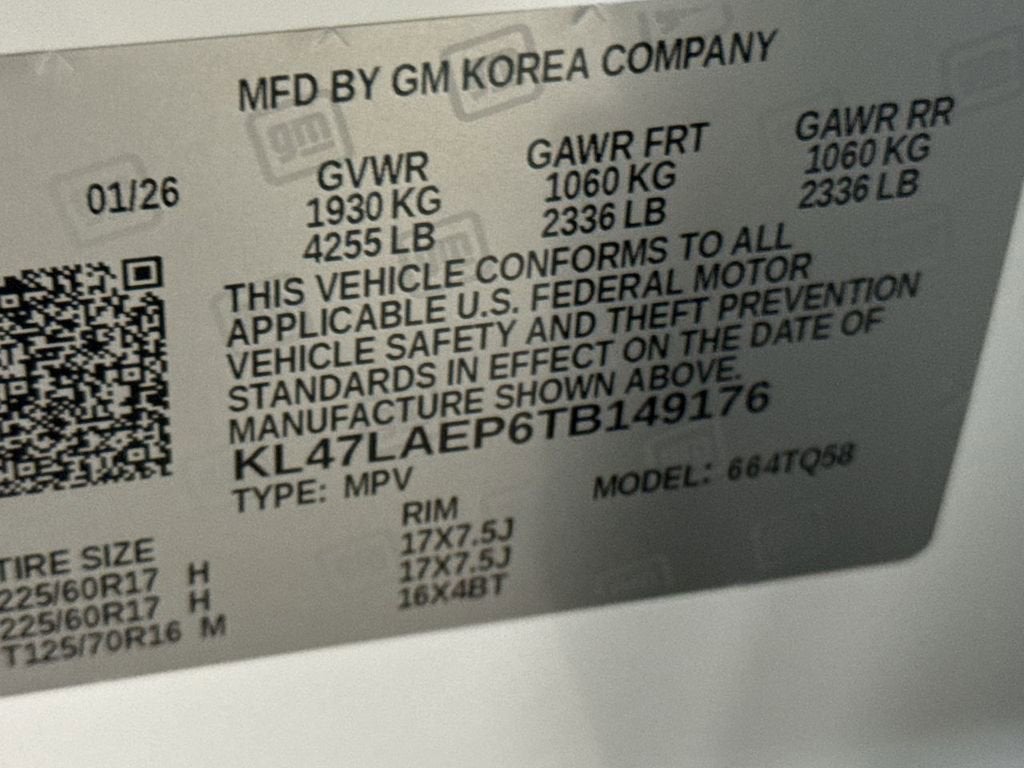 MFD BY GM KOREA COMPANY
01/26
GVWR GAWR FRT GAWR RR
1930 KG 1060 KG 1060 KG
4255 LB 2336 LB 2336 LB
THIS VEHICLE CONFORMS TO ALL
APPLICABLE U.S. FEDERAL MOTOR
VEHICLE SAFETY AND THEFT PREVENTION
STANDARDS IN EFFECT ON THE DATE OF
MANUFACTURE SHOWN ABOVE.
KL47LAEP6TB149176
TYPE: MPV MODEL: 664TQ58
TIRE SIZE RIM
225/60R17 H 17X7.5J
225/60R17 H 17X7.5J
T125/70R16 M 16X4BT
gm